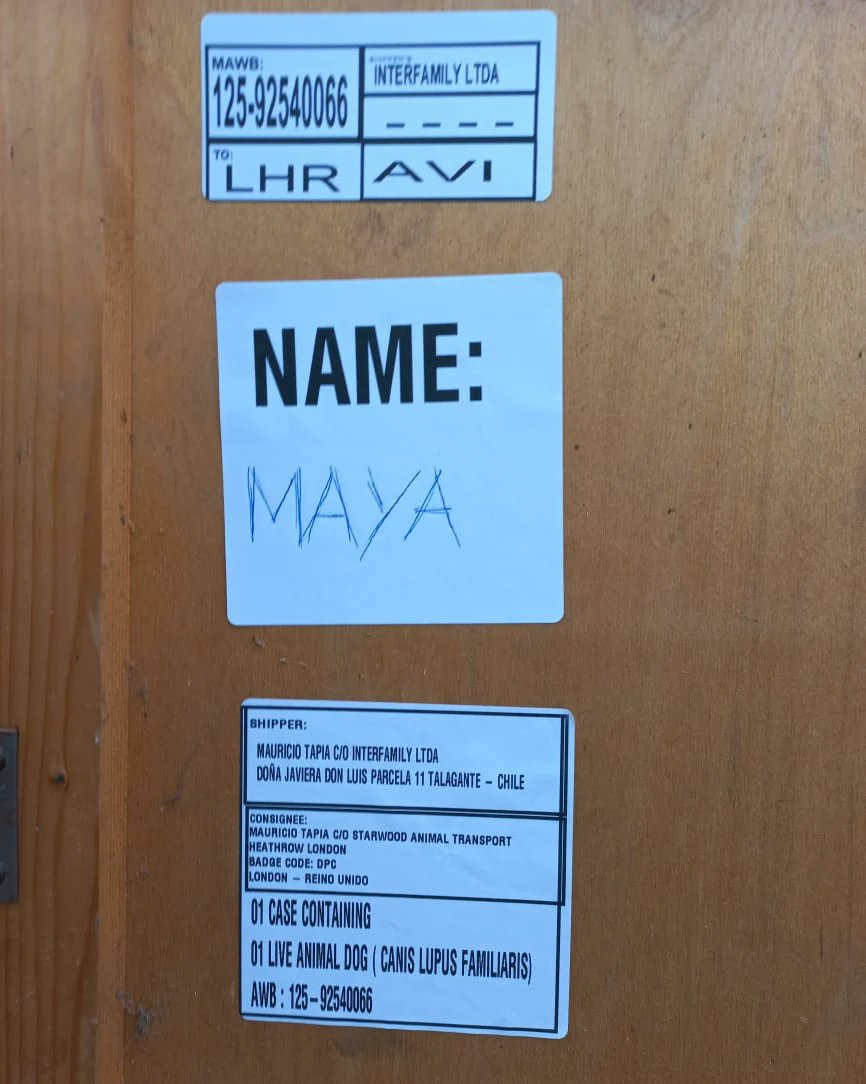 MAWB:
125-92540066
SHIPPER'S
INTERFAMILY LTDA
_ _ _ _
TO:
LHR
AVI
NAME:
MAYA
SHIPPER:
MAURICIO TAPIA C/O INTERFAMILY LTDA
DOÑA JAVIERA DON LUIS PARCELA 11 TALAGANTE – CHILE
CONSIGNEE:
MAURICIO TAPIA C/O STARWOOD ANIMAL TRANSPORT
HEATHROW LONDON
BADGE CODE: DPC
LONDON – REINO UNIDO
01 CASE CONTAINING
01 LIVE ANIMAL DOG ( CANIS LUPUS FAMILIARIS)
AWB : 125–92540066